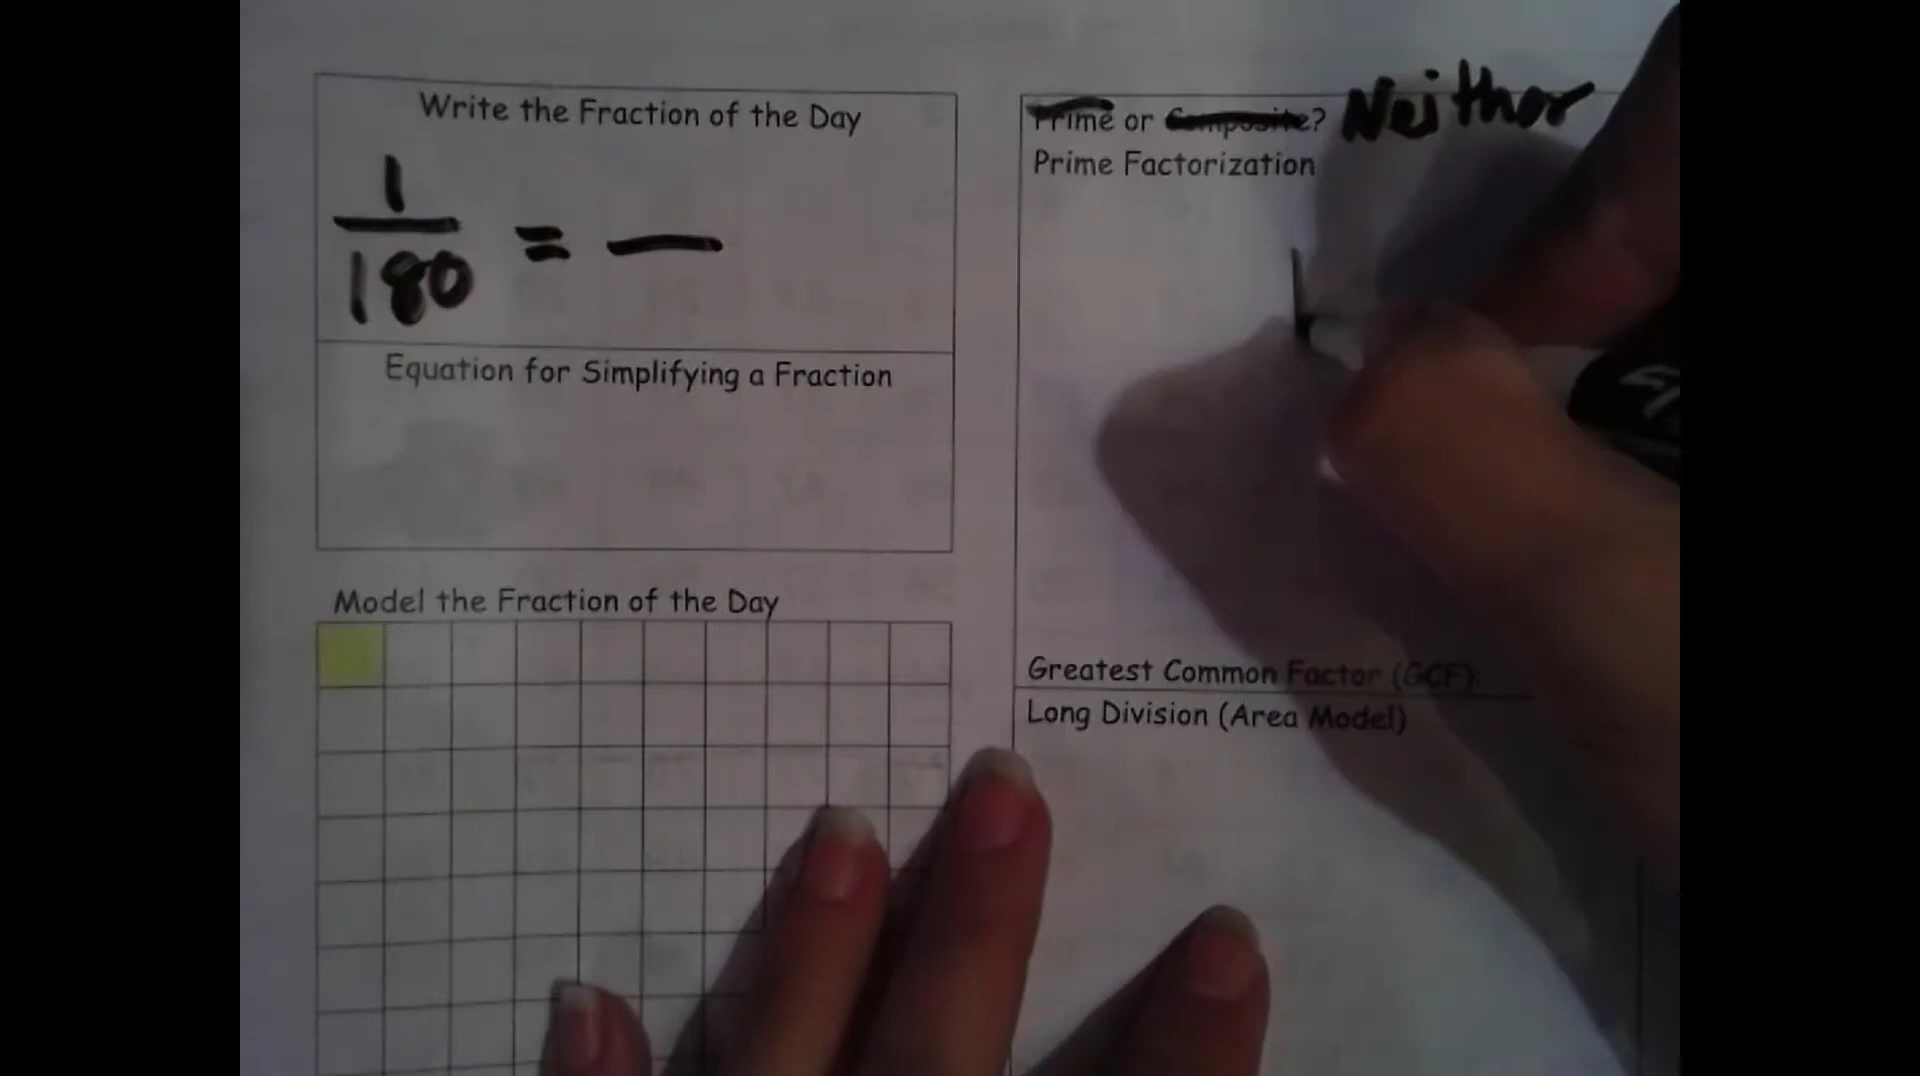 Write the Fraction of the Day
1
180 = —
Equation for Simplifying a Fraction
Model the Fraction of the Day
Prime or Composite? Neither
Prime Factorization
1
Greatest Common Factor (GCF):
Long Division (Area Model)